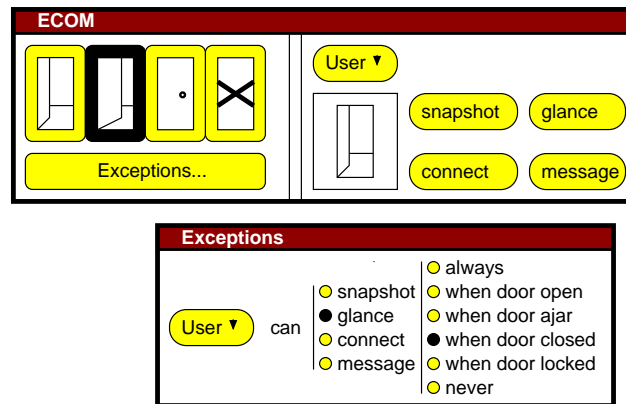 ECOM
User
snapshot glance
Exceptions...
connect message
Exceptions
always
snapshot when door open
User can glance when door ajar
connect when door closed
message when door locked
never